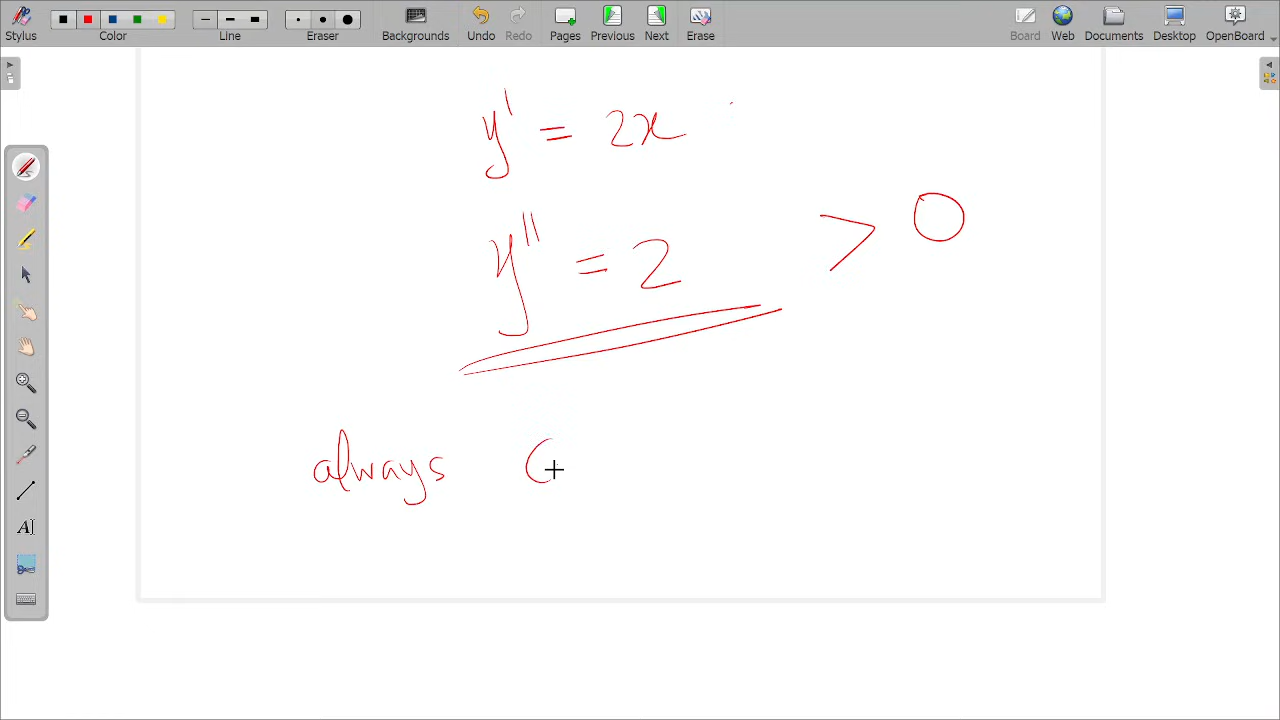 Stylus Color Line Eraser Backgrounds Undo Redo Pages Previous Next Erase Board Web Documents Desktop OpenBoard
y' = 2x
y'' = 2 > 0
always C